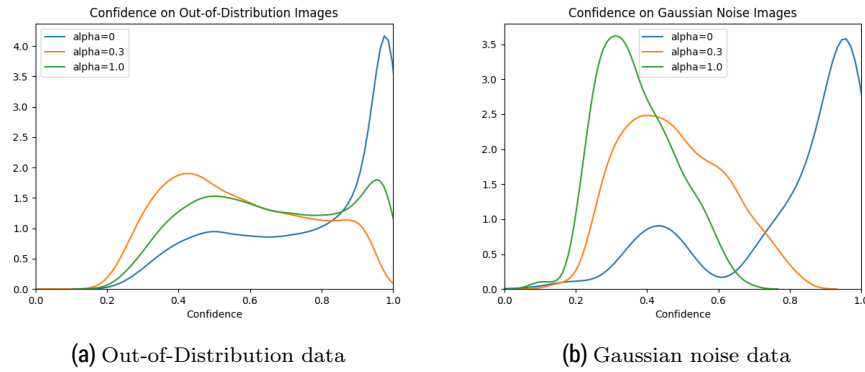 Confidence on Out-of-Distribution Images
alpha=0
alpha=0.3
alpha=1.0
4.0
3.5
3.0
2.5
2.0
1.5
1.0
0.5
0.0
0.0 0.2 0.4 0.6 0.8 1.0
Confidence
(a) Out-of-Distribution data
Confidence on Gaussian Noise Images
alpha=0
alpha=0.3
alpha=1.0
3.5
3.0
2.5
2.0
1.5
1.0
0.5
0.0
0.0 0.2 0.4 0.6 0.8 1.0
Confidence
(b) Gaussian noise data